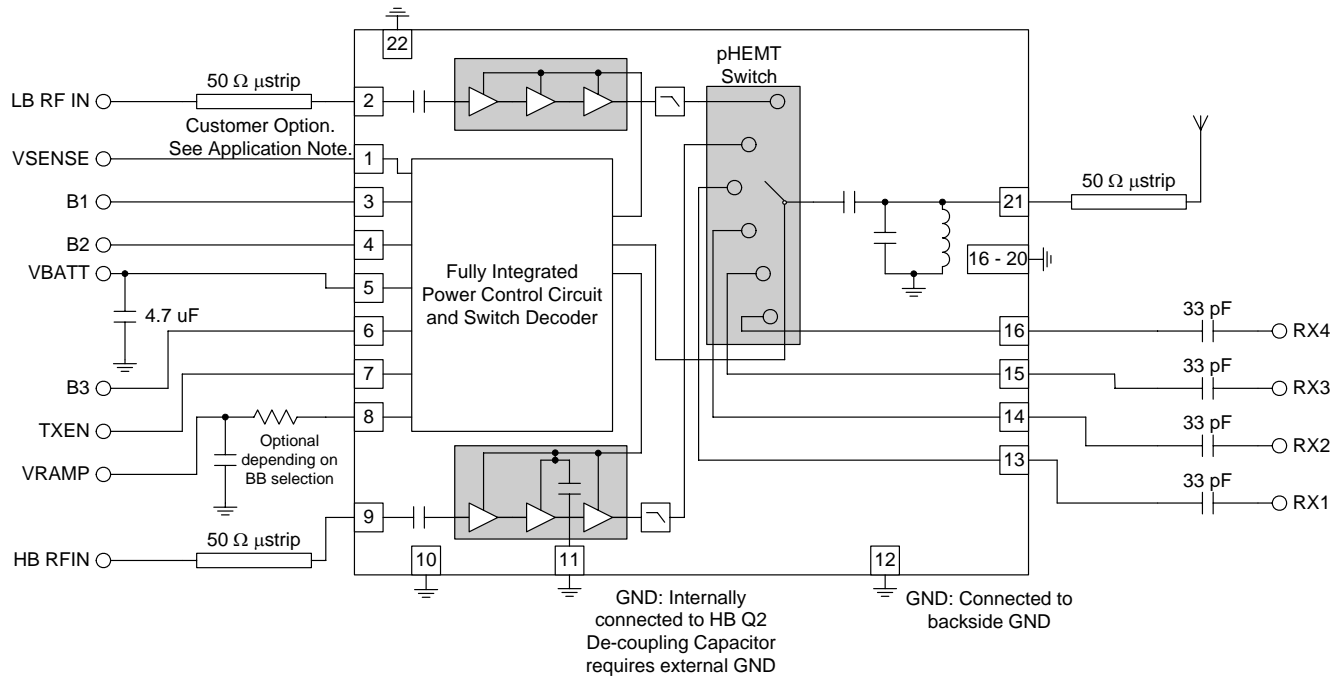 22
pHEMT
Switch
50 Ω μstrip
LB RF IN
2
Customer Option.
See Application Note.
VSENSE
1
50 Ω μstrip
B1
3
21
B2
4
16 - 20
VBATT
5
Fully Integrated
Power Control Circuit
and Switch Decoder
4.7 uF
6
33 pF
16
RX4
B3
7
33 pF
15
RX3
TXEN
8
33 pF
14
RX2
Optional
depending on
BB selection
VRAMP
13
33 pF
RX1
9
50 Ω μstrip
HB RFIN
10
11
12
GND: Internally
connected to HB Q2
De-coupling Capacitor
requires external GND
GND: Connected to
backside GND